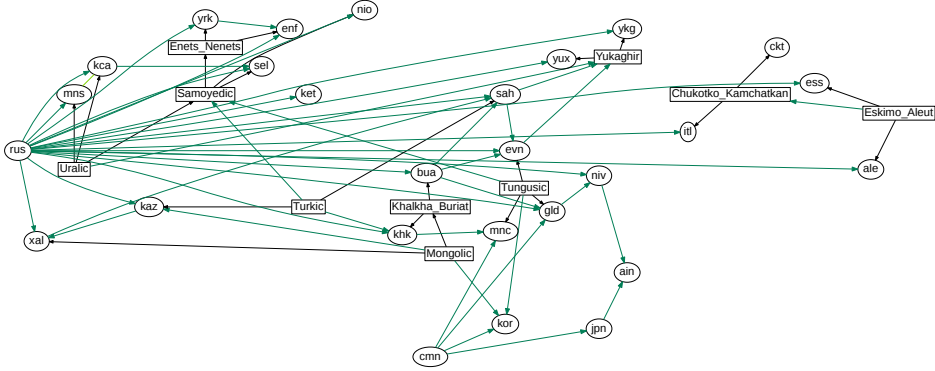 nio
yrk
enf
ykg
Enets_Nenets
ckt
kca
sel
yux
Yukaghir
mns
Samoyedic
ket
sah
Chukotko_Kamchatkan
ess
Eskimo_Aleut
itl
rus
Uralic
evn
bua
Tungusic
niv
ale
kaz
Turkic
Khalkha_Buriat
gld
xal
khk
mnc
Mongolic
ain
kor
jpn
cmn